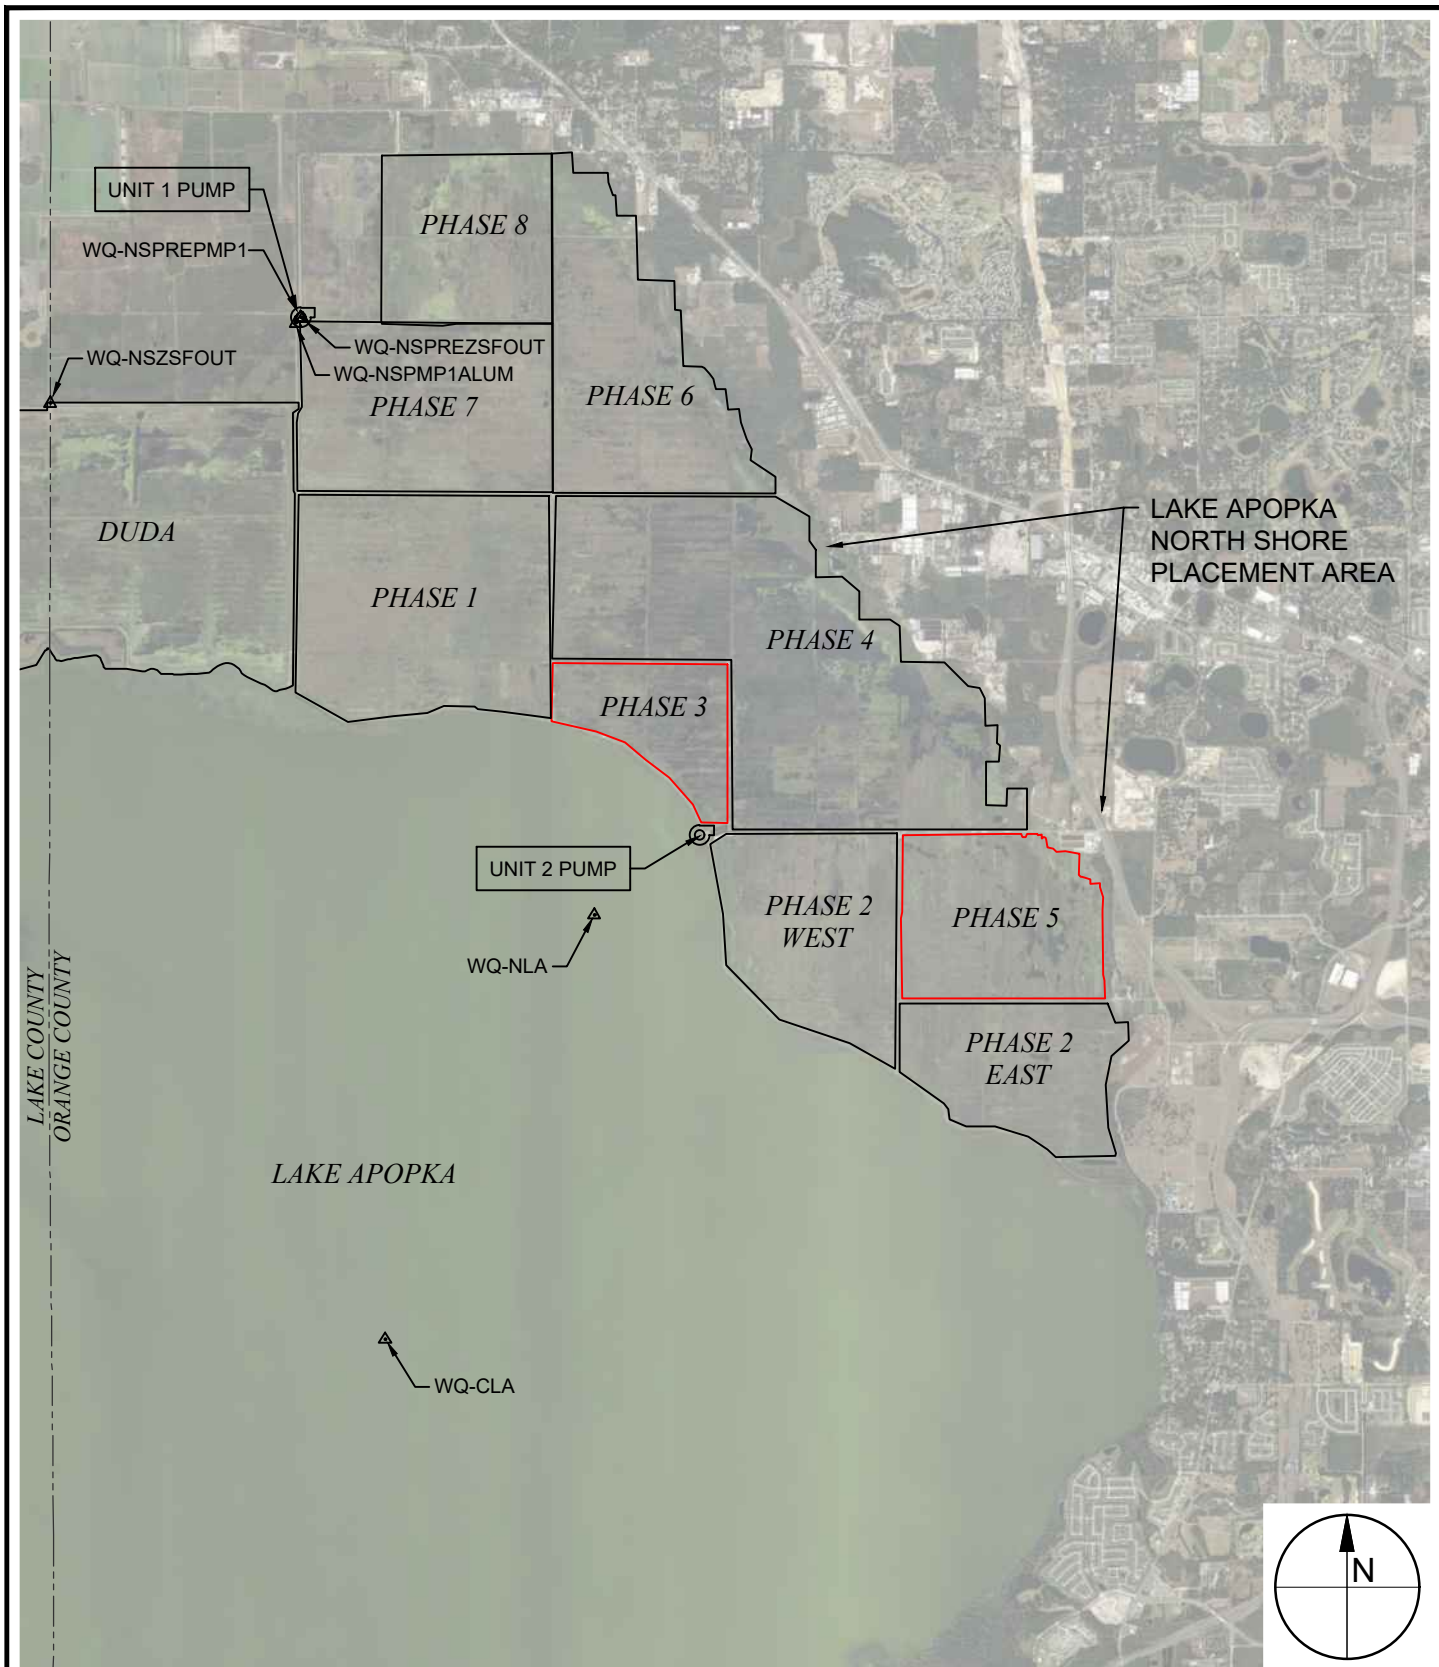 UNIT 1 PUMP
PHASE 8
WQ-NSPREPMP1
WQ-NSPREZSFOUT
WQ-NSZSFOUT
WQ-NSPMP1ALUM
PHASE 7
PHASE 6
LAKE APOPKA
NORTH SHORE
PLACEMENT AREA
DUDA
PHASE 1
PHASE 4
PHASE 3
UNIT 2 PUMP
PHASE 2
WEST
PHASE 5
WQ-NLA
LAKE COUNTY
ORANGE COUNTY
PHASE 2
EAST
LAKE APOPKA
WQ-CLA
N